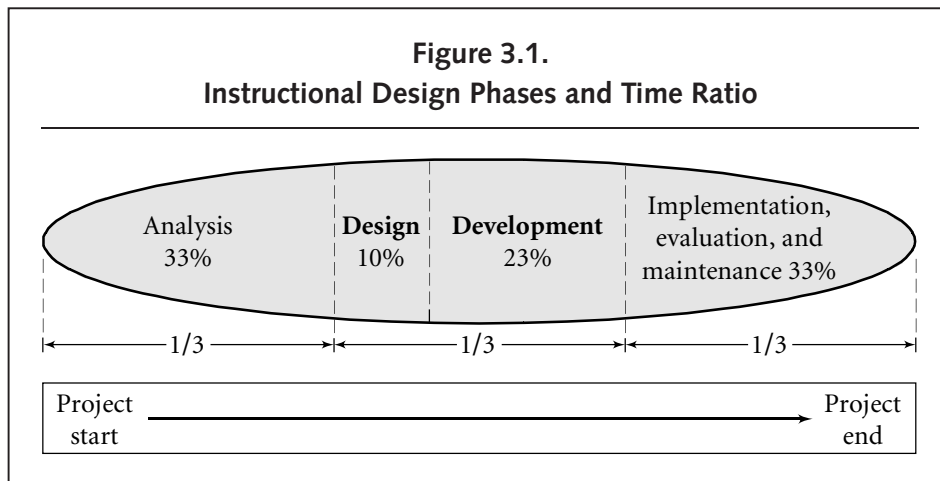 Figure 3.1.
Instructional Design Phases and Time Ratio
Analysis
33%
Design
10%
Development
23%
Implementation,
evaluation, and
maintenance 33%
1/3
1/3
1/3
Project
start
Project
end